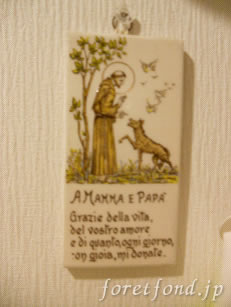 A MAMMA E PAPÀ
Grazie della vita,
del vostro amore
e di quanto, ogni giorno,
con gioia, mi donate.
foretfond.jp